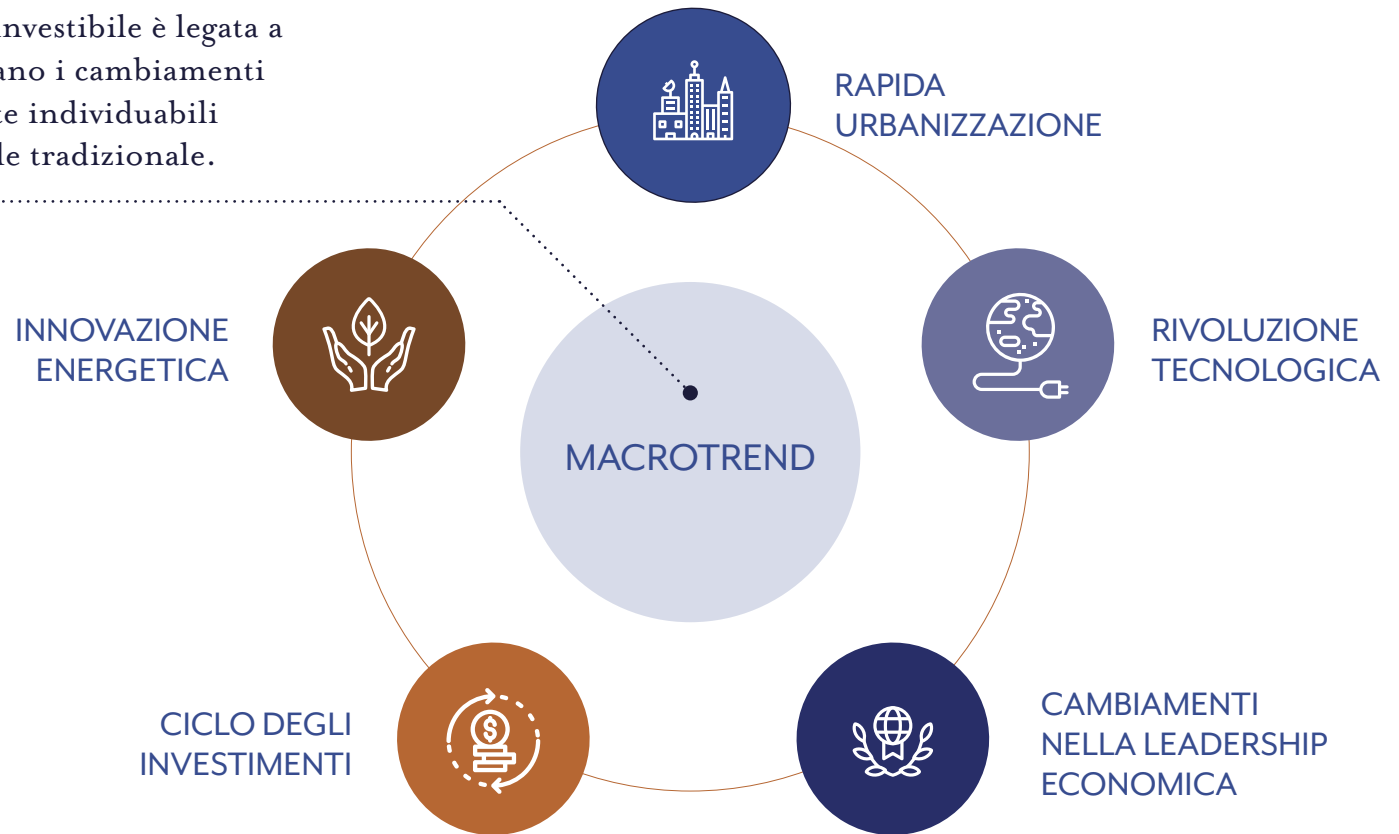 investibile è legata a
ano i cambiamenti
te individuabili
le tradizionale.
RAPIDA
URBANIZZAZIONE
INNOVAZIONE
ENERGETICA
RIVOLUZIONE
TECNOLOGICA
MACROTREND
CICLO DEGLI
INVESTIMENTI
CAMBIAMENTI
NELLA LEADERSHIP
ECONOMICA
$